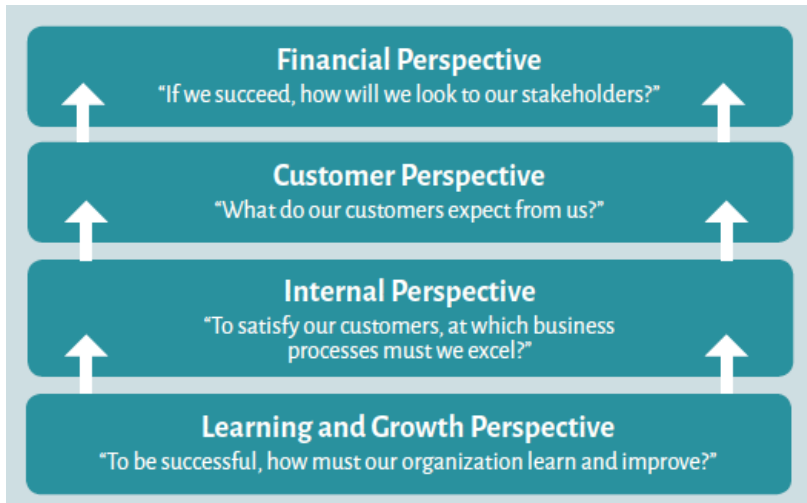 Financial Perspective
“If we succeed, how will we look to our stakeholders?”
Customer Perspective
“What do our customers expect from us?”
Internal Perspective
“To satisfy our customers, at which business
processes must we excel?”
Learning and Growth Perspective
“To be successful, how must our organization learn and improve?”